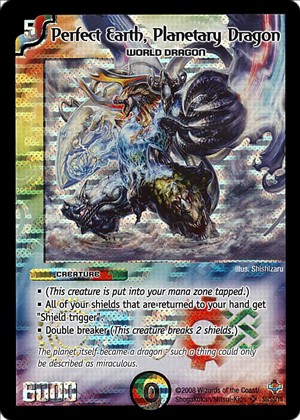 5 Perfect Earth, Planetary Dragon
WORLD DRAGON
Illus. Shishizaru
CREATURE
▪ (This creature is put into your mana zone tapped.)
▪ All of your shields that are returned to your hand get
"Shield trigger".
▪ Double breaker (This creature breaks 2 shields.)
The planet itself became a dragon - such a thing could only
be described as miraculous.
6000
0
©2008 Wizards of the Coast/
Shogakukan/Mitsui-Kids